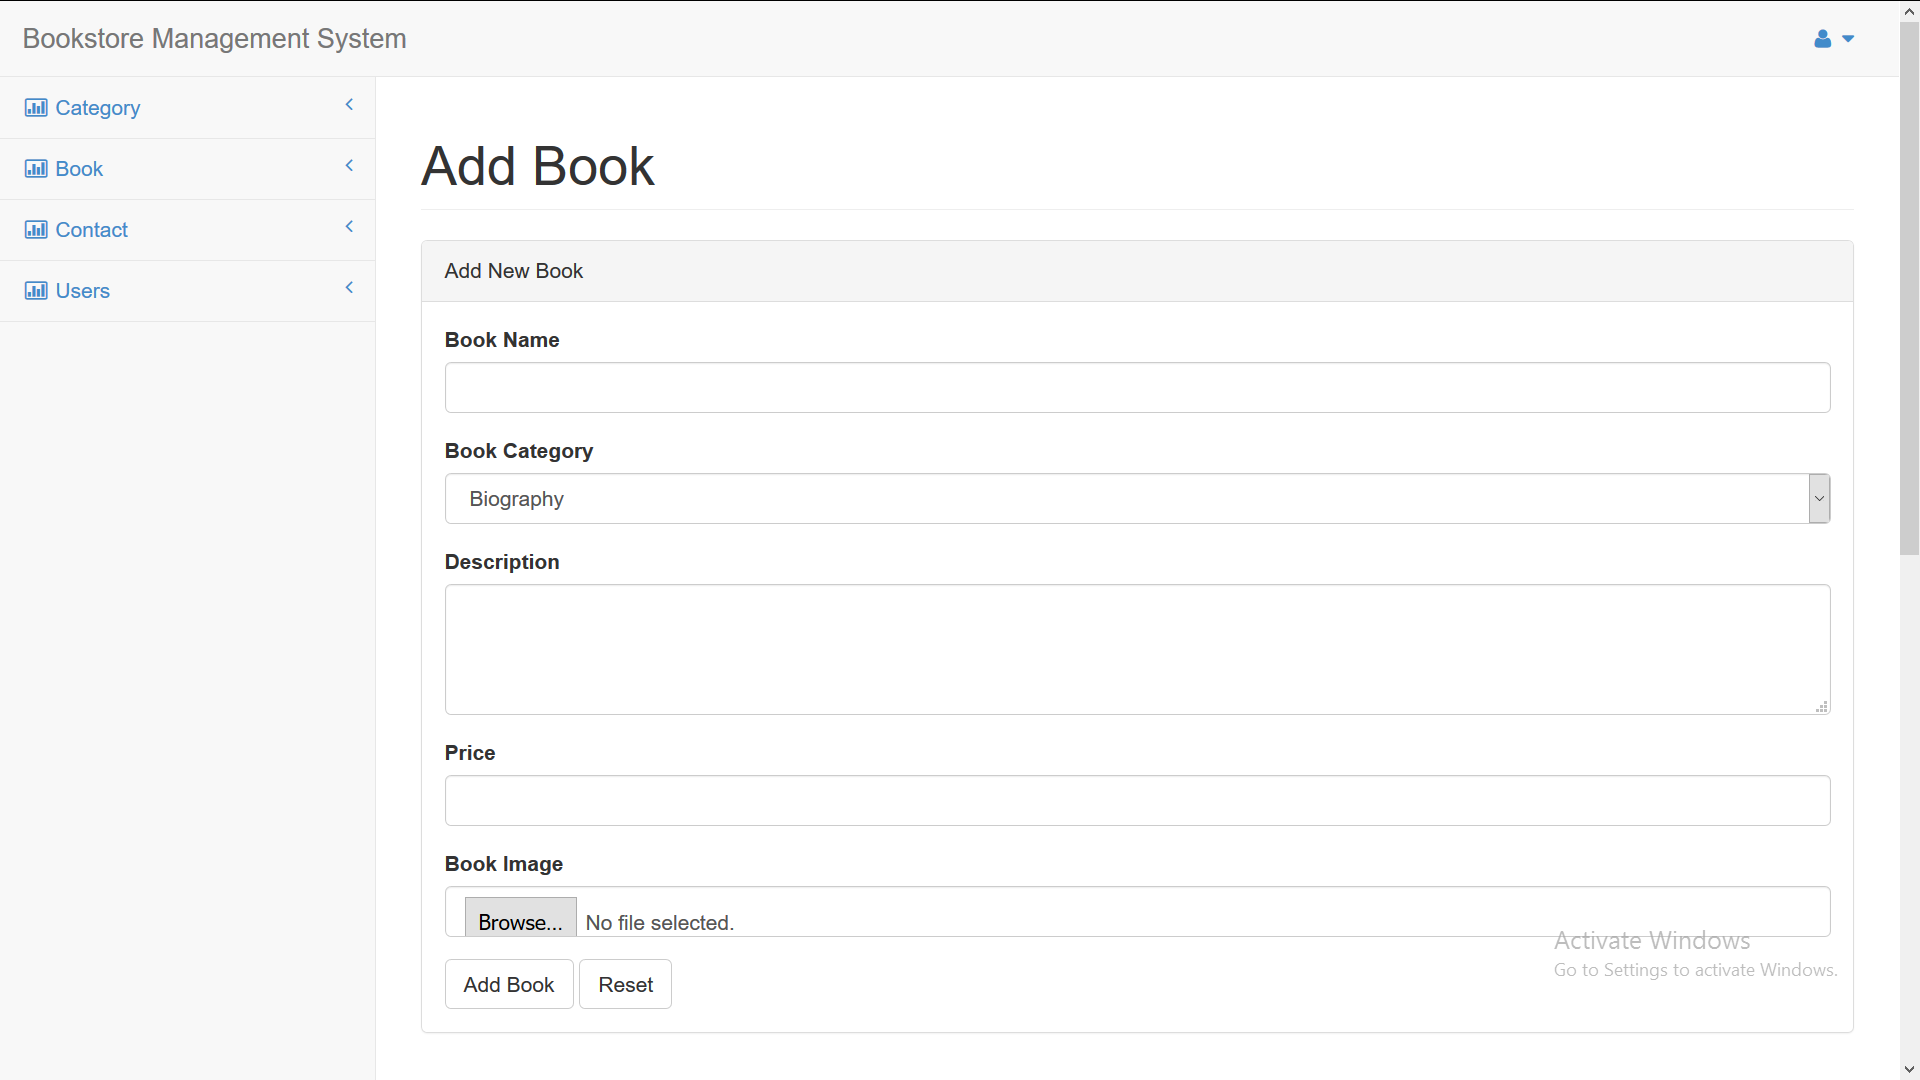 Bookstore Management System
Category
Book
Contact
Users
Add Book
Add New Book
Book Name
Book Category
Biography
Description
Price
Book Image
Browse... No file selected.
Add Book Reset
Activate Windows
Go to Settings to activate Windows.